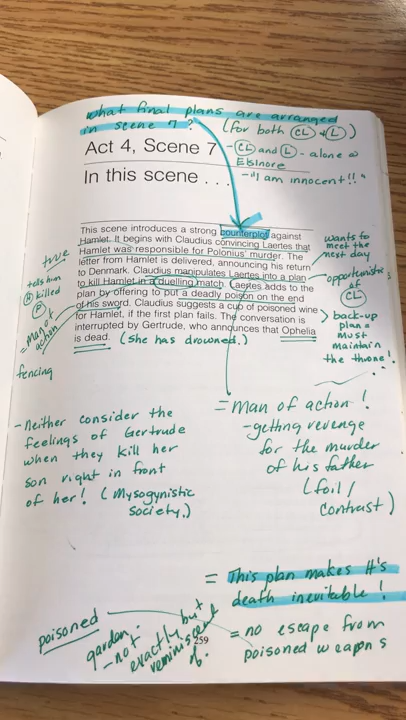 what final plans are arranged
in scene 7? (for both CL & L)
Act 4, Scene 7
- CL and L - alone @
Elsinore
- "I am innocent!!"
In this scene . . .
This scene introduces a strong counterplot against
Hamlet. It begins with Claudius convincing Laertes that
Hamlet was responsible for Polonius' murder. The
letter from Hamlet is delivered, announcing his return
to Denmark. Claudius manipulates Laertes into a plan
to kill Hamlet in a duelling match. Laertes adds to the
plan by offering to put a deadly poison on the end
of his sword. Claudius suggests a cup of poisoned wine
for Hamlet, if the first plan fails. The conversation is
interrupted by Gertrude, who announces that Ophelia
is dead. (she has drowned.)
true
tells him
H killed
P
= Man of
action
fencing
wants to
meet the
next day
opportunistic
of
CL
> back-up
plan =
must
maintain
the throne!
- Neither consider the
feelings of Gertrude
when they kill her
son right in front
of her! (Mysogynistic
society.)
= man of action!
- getting revenge
for the murder
of his father
(foil/
contrast)
= This plan makes H's
death inevitable!
= no escape from
poisoned weapons
poisoned
garden -
- not
exactly but
reminiscent
of.
259